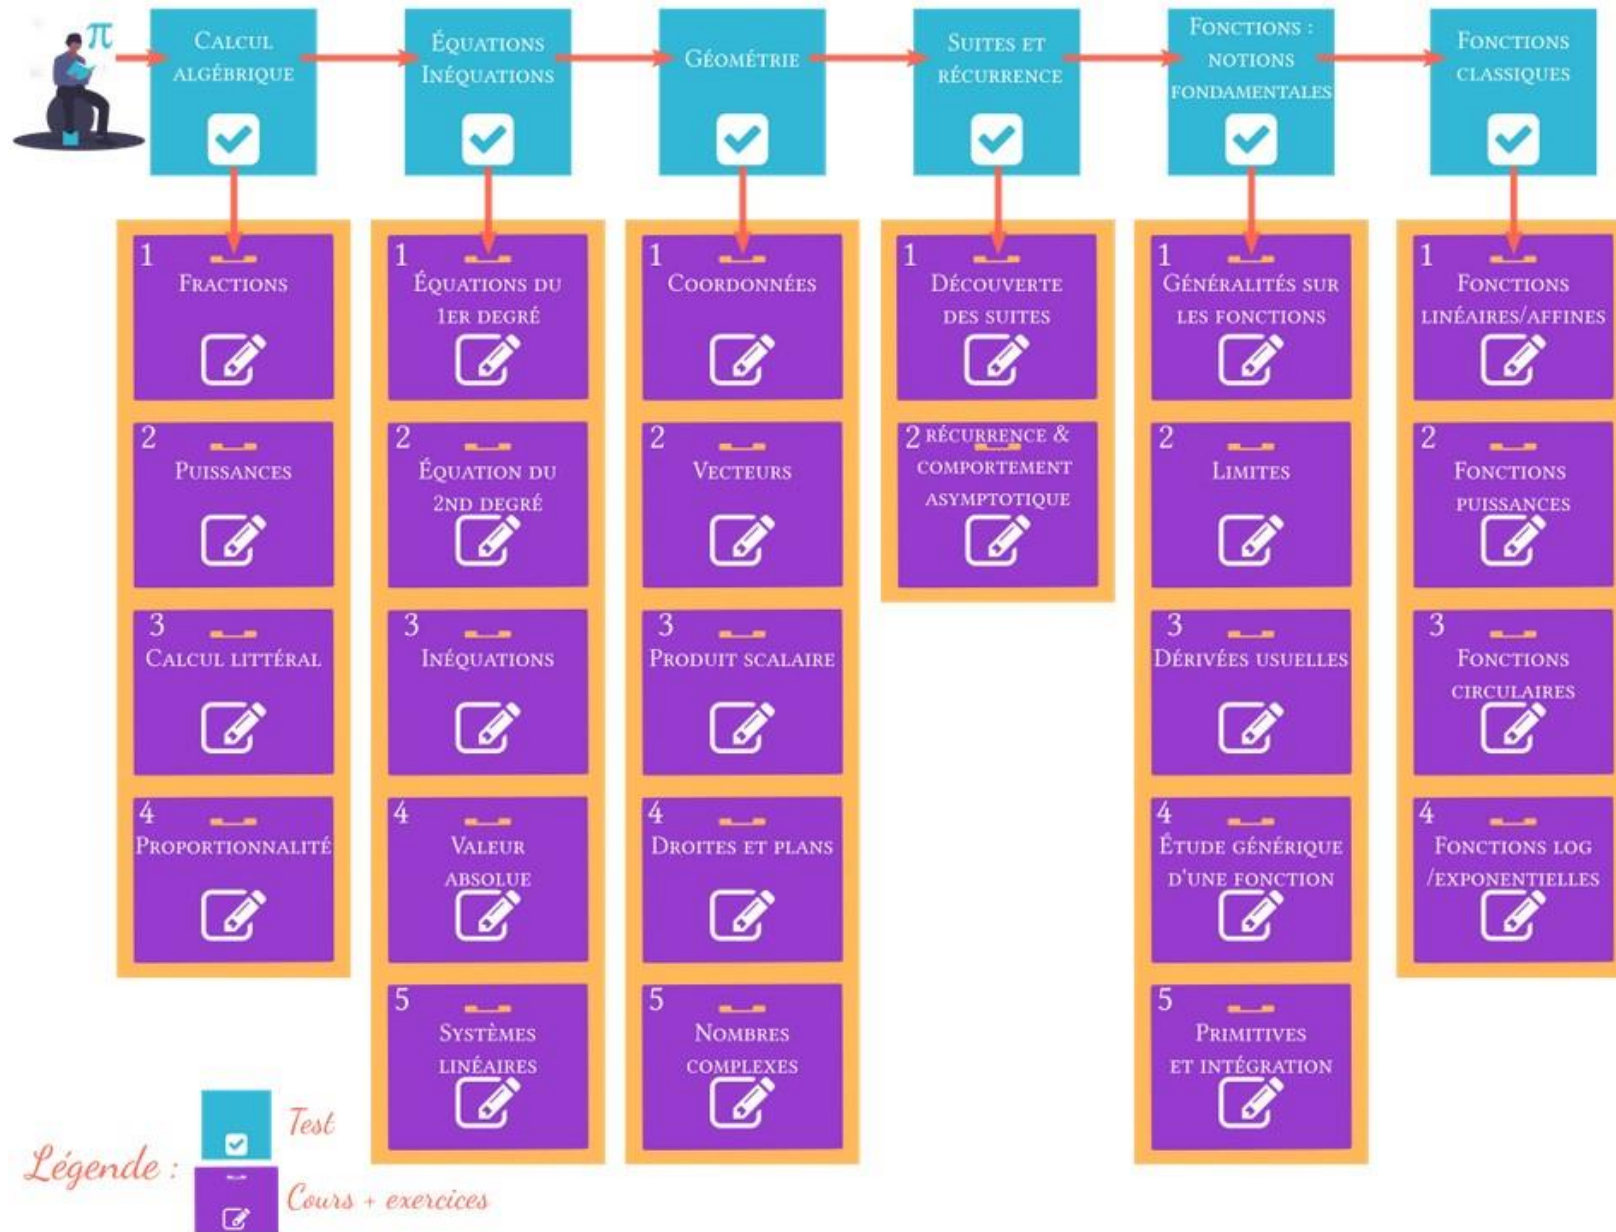 π
Calcul
algébrique
Équations
Inéquations
Géométrie
Suites et
récurrence
Fonctions :
notions
fondamentales
Fonctions
classiques
1
Fractions
2
Puissances
3
Calcul littéral
4
Proportionnalité
1
Équations du
1er degré
2
Équation du
2nd degré
3
Inéquations
4
Valeur
absolue
5
Systèmes
linéaires
1
Coordonnées
2
Vecteurs
3
Produit scalaire
4
Droites et plans
5
Nombres
complexes
1
Découverte
des suites
2 récurrence &
comportement
asymptotique
1
Généralités sur
les fonctions
2
Limites
3
Dérivées usuelles
4
Étude générique
d'une fonction
5
Primitives
et intégration
1
Fonctions
linéaires/affines
2
Fonctions
puissances
3
Fonctions
circulaires
4
Fonctions log
/exponentielles
Légende :
Test
Cours + exercices